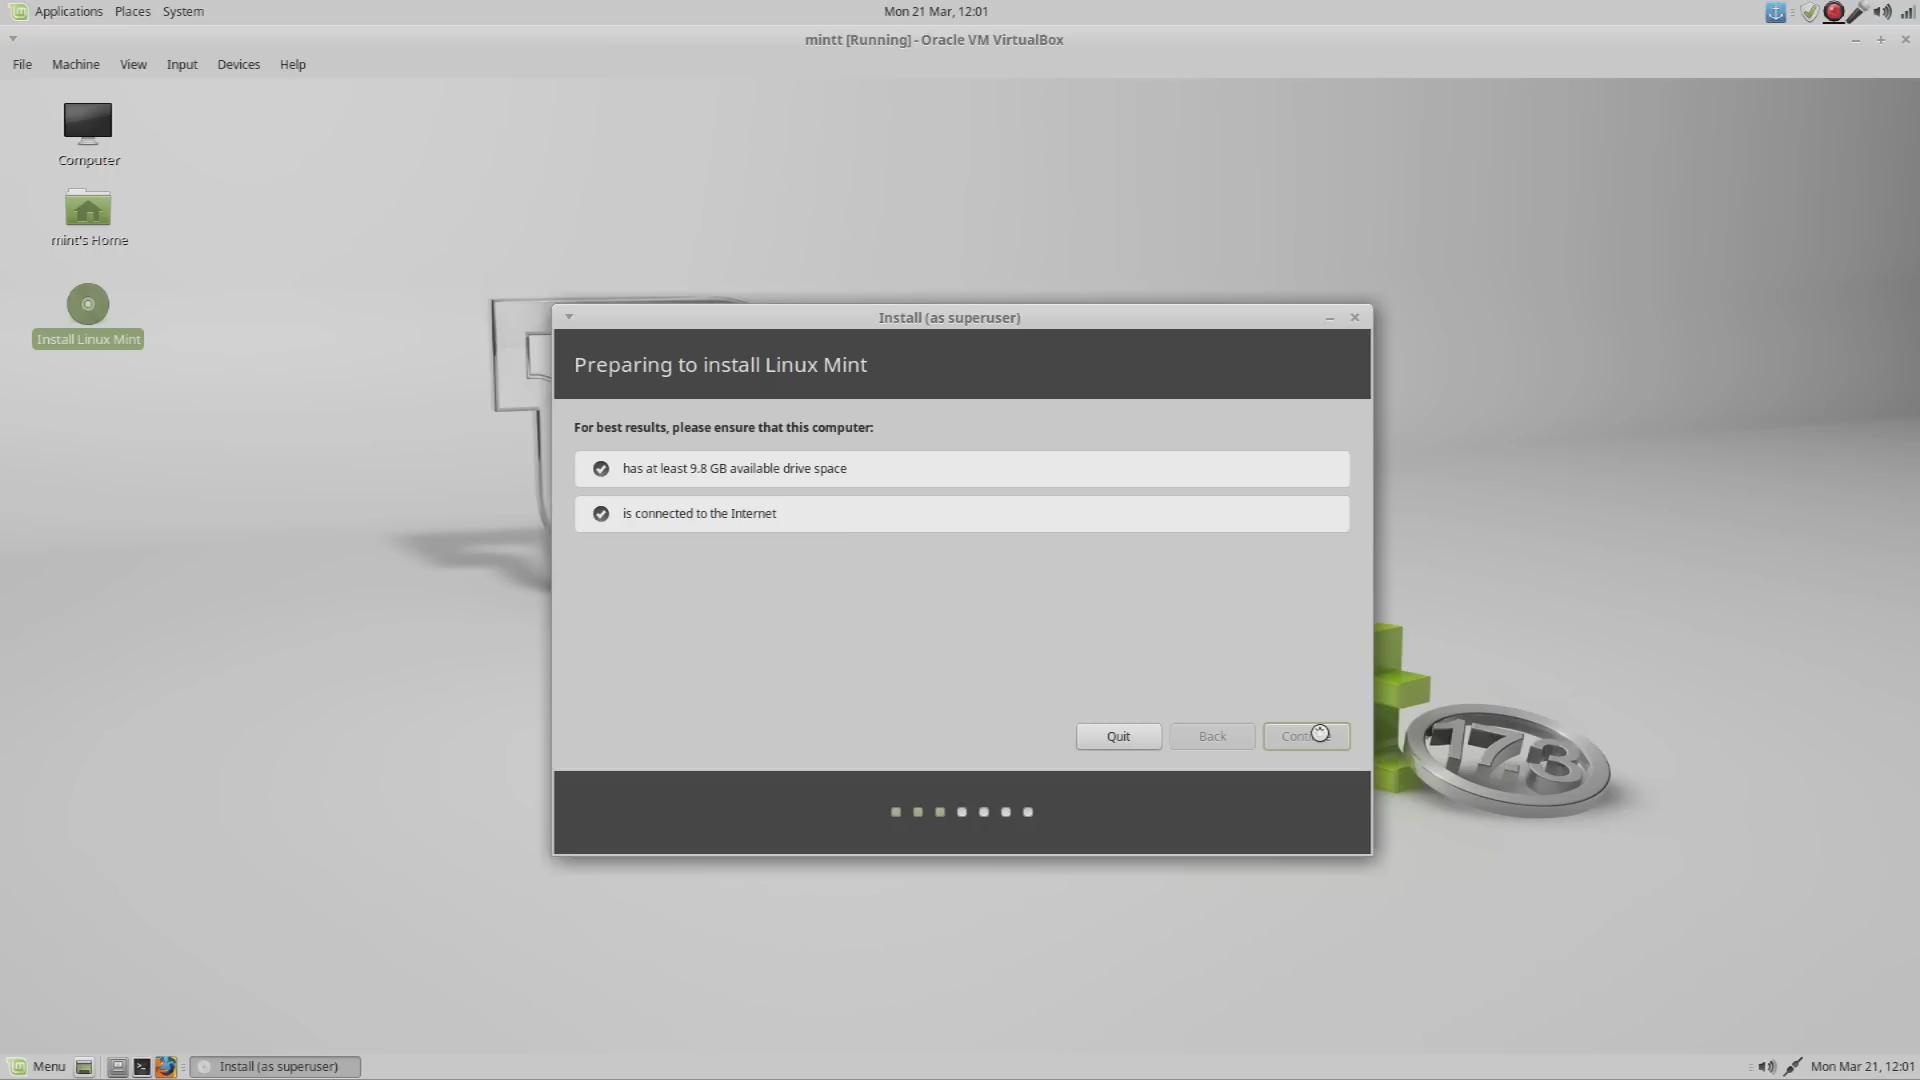 Applications Places System
Mon 21 Mar, 12:01
mintt [Running] - Oracle VM VirtualBox
File Machine View Input Devices Help
Computer
mint's Home
Install Linux Mint
Install (as superuser)
Preparing to install Linux Mint
For best results, please ensure that this computer:
has at least 9.8 GB available drive space
is connected to the Internet
Quit
Back
17.3
Menu
Install (as superuser)
Mon Mar 21, 12:01